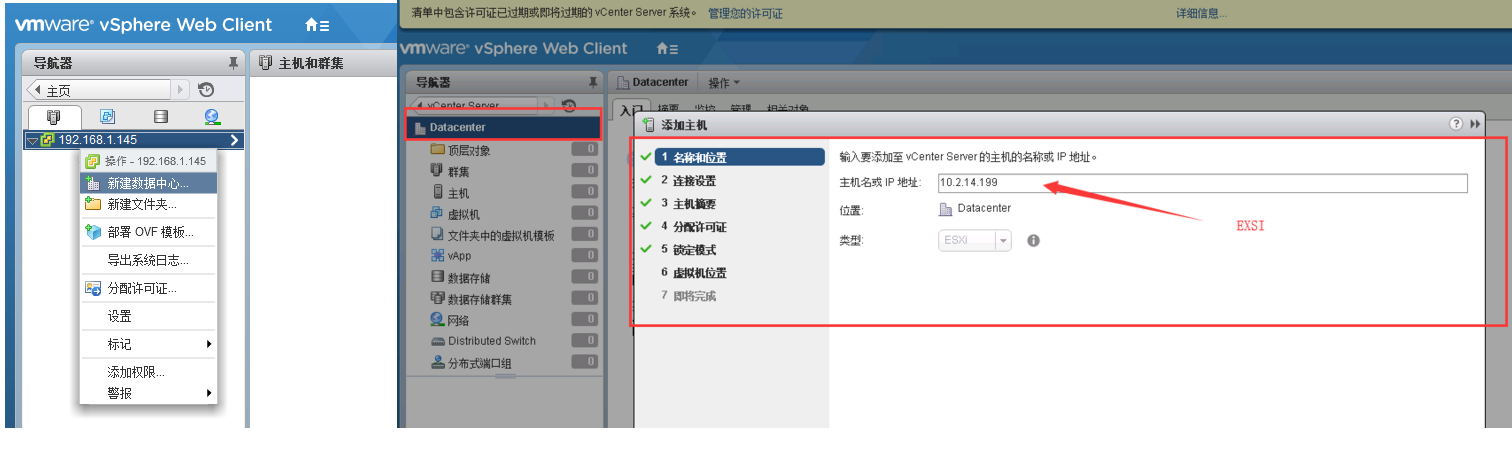 vmware® vSphere Web Client
导航器
主机和群集
主页
192.168.1.145
操作 - 192.168.1.145
新建数据中心...
新建文件夹...
部署 OVF 模板...
导出系统日志...
分配许可证...
设置
标记
添加权限...
警报
清单中包含许可证已过期或即将过期的 vCenter Server 系统。 管理您的许可证
详细信息...
vmware® vSphere Web Client
导航器
Datacenter 操作
vCenter Server
入门 摘要 监控 管理 相关对象
Datacenter
顶层对象 0
群集 0
主机 0
虚拟机 0
文件夹中的虚拟机模板 0
vApp 0
数据存储 0
数据存储群集 0
网络 0
Distributed Switch 0
分布式端口组 0
添加主机
1 名称和位置
2 连接设置
3 主机摘要
4 分配许可证
5 锁定模式
6 虚拟机位置
7 即将完成
输入要添加至 vCenter Server 的主机的名称或 IP 地址。
主机名或 IP 地址: 10.2.14.199
位置: Datacenter
类型: ESXi
EXSI